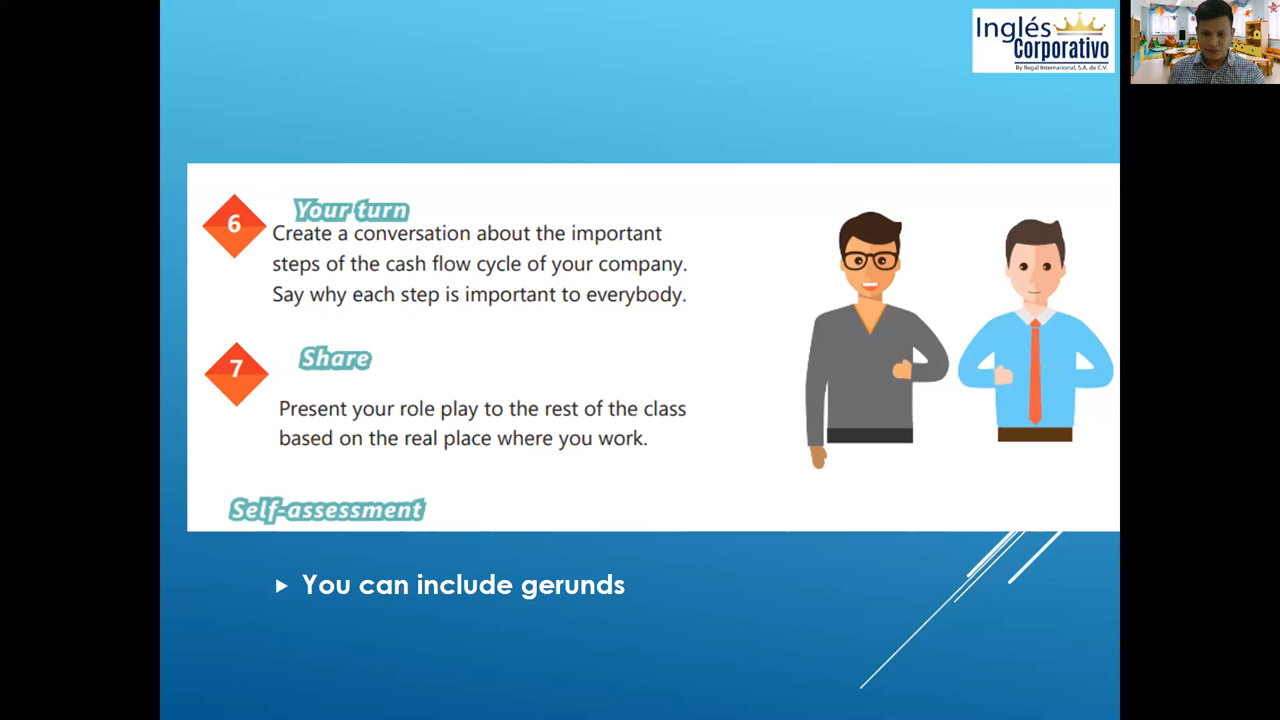 Inglés
Corporativo
By Regal International, S.A. de C.V.
6
Your turn
Create a conversation about the important
steps of the cash flow cycle of your company.
Say why each step is important to everybody.
7
Share
Present your role play to the rest of the class
based on the real place where you work.
Self-assessment
You can include gerunds